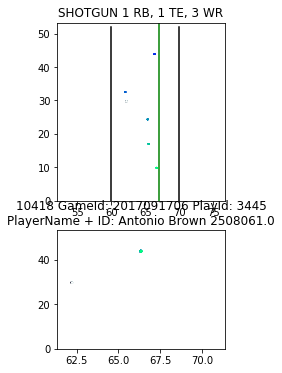 SHOTGUN 1 RB, 1 TE, 3 WR
50
40
30
20
10
0
55 60 65 70 75
10418 GameId: 2017091706 PlayId: 3445
PlayerName + ID: Antonio Brown 2508061.0
40
20
0
62.5 65.0 67.5 70.0